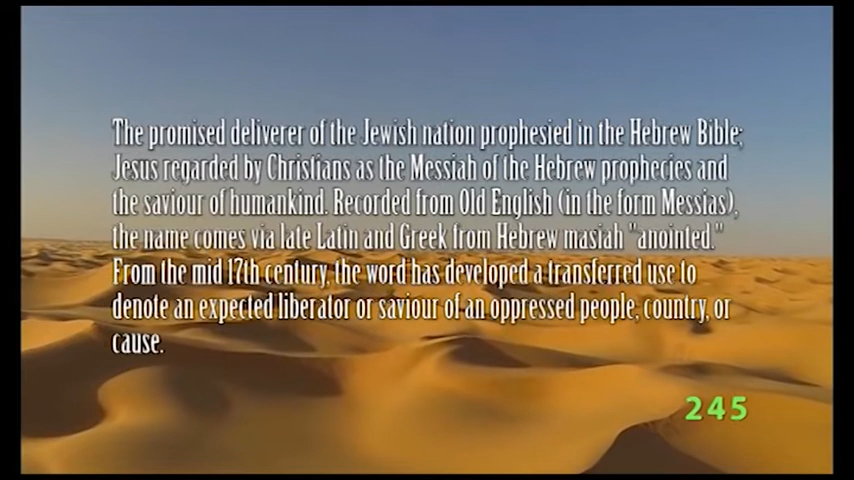 The promised deliverer of the Jewish nation prophesied in the Hebrew Bible;
Jesus regarded by Christians as the Messiah of the Hebrew prophecies and
the saviour of humankind. Recorded from Old English (in the form Messias),
the name comes via late Latin and Greek from Hebrew masiah "anointed."
From the mid 17th century, the word has developed a transferred use to
denote an expected liberator or saviour of an oppressed people, country, or
cause.
245